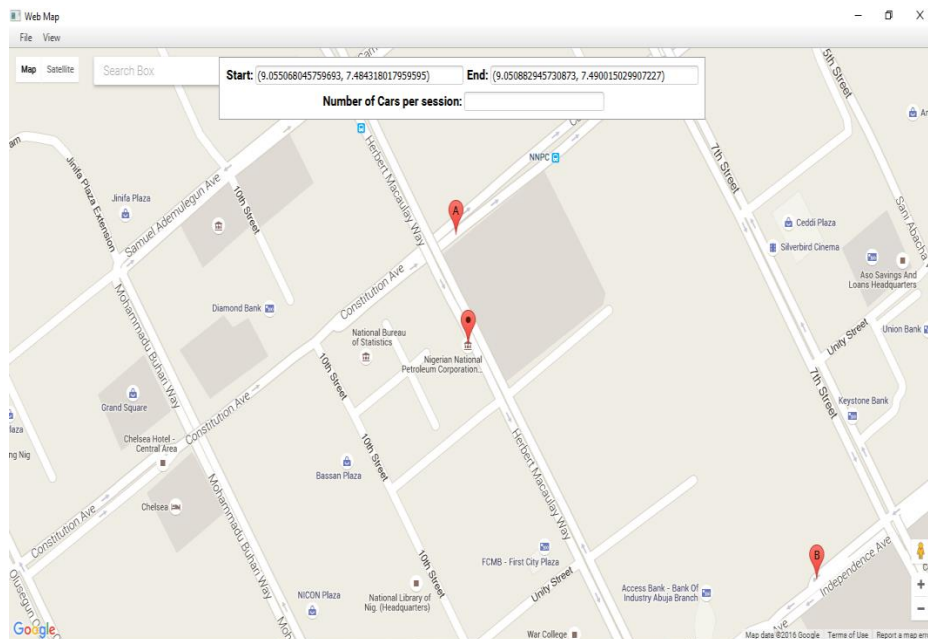 Web Map
File View
Map Satellite
Search Box
Start: (9.055068045759693, 7.484318017959595) End: (9.050882945730873, 7.490015029907227)
Number of Cars per session:
NNPC
Herbert Macaulay Way
7th Street
5th Street
Sani Abacha
Jinifa Plaza Extension
Jinifa Plaza
Samuel Ademulegun Ave
10th Street
A
Ceddi Plaza
Silverbird Cinema
Aso Savings And
Loans Headquarters
Constitution Ave
Diamond Bank
National Bureau
of Statistics
Nigerian National
Petroleum Corporation...
Unity Street
Union Bank
Mohammadu Buhari Way
10th Street
7th Street
Keystone Bank
Grand Square
Constitution Ave
Chelsea Hotel -
Central Area
laza
ng Nig
Herbert Macaulay Way
10th Street
Bassan Plaza
Chelsea
Mohammadu Buhari Way
Constitution Ave
FCMB - First City Plaza
B
Independence Ave
10th Street
Unity Street
Access Bank - Bank Of
Industry Abuja Branch
National Library of
Nig. (Headquarters)
NICON Plaza
Olusegun O
War College
Ave
Google
Map data ©2016 Google Terms of Use Report a map err